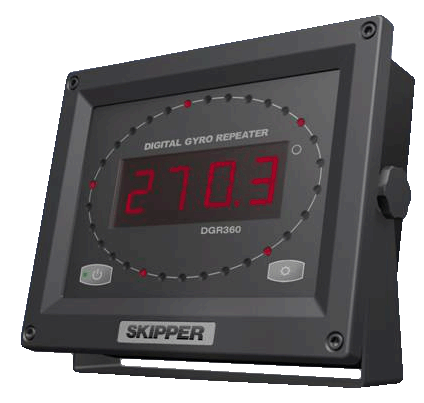 DIGITAL GYRO REPEATER
270.3
DGR360
SKIPPER